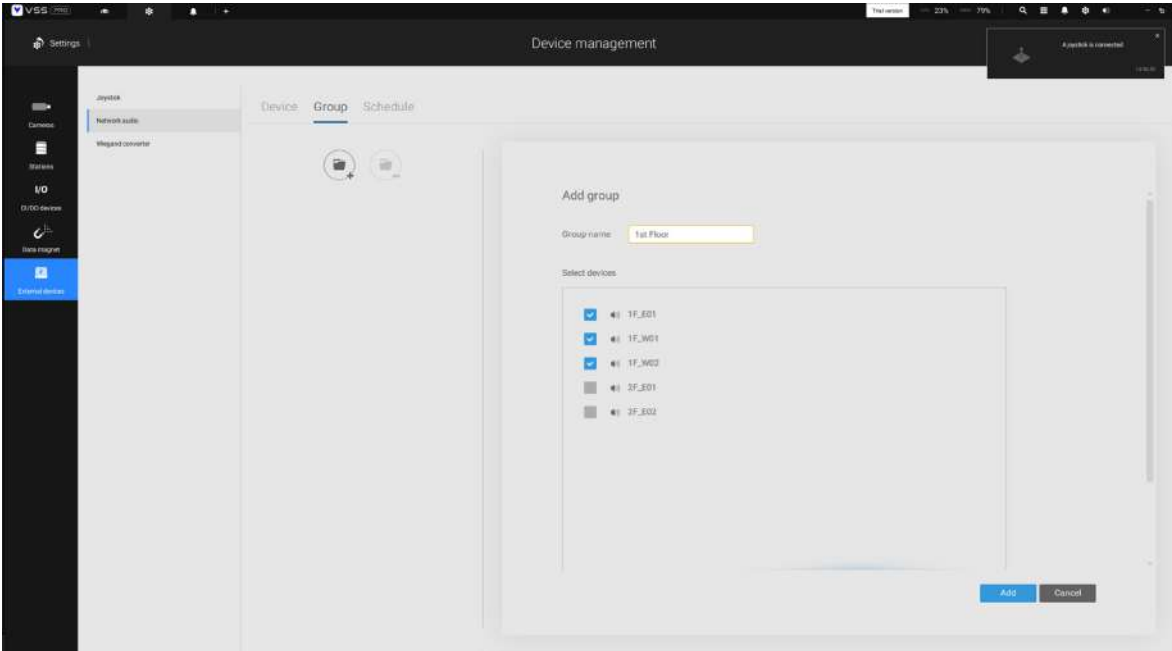 VSS PRO
+
Trial version
23%
79%
Settings
Device management
A joystick is connected
Cameras
Stations
I/O
DI/DO devices
Data magnet
External devices
Joystick
Network audio
Wiegand converter
Device Group Schedule
Add group
Group name 1st Floor
Select devices
1F_E01
1F_W01
1F_W02
2F_E01
2F_E02
Add Cancel